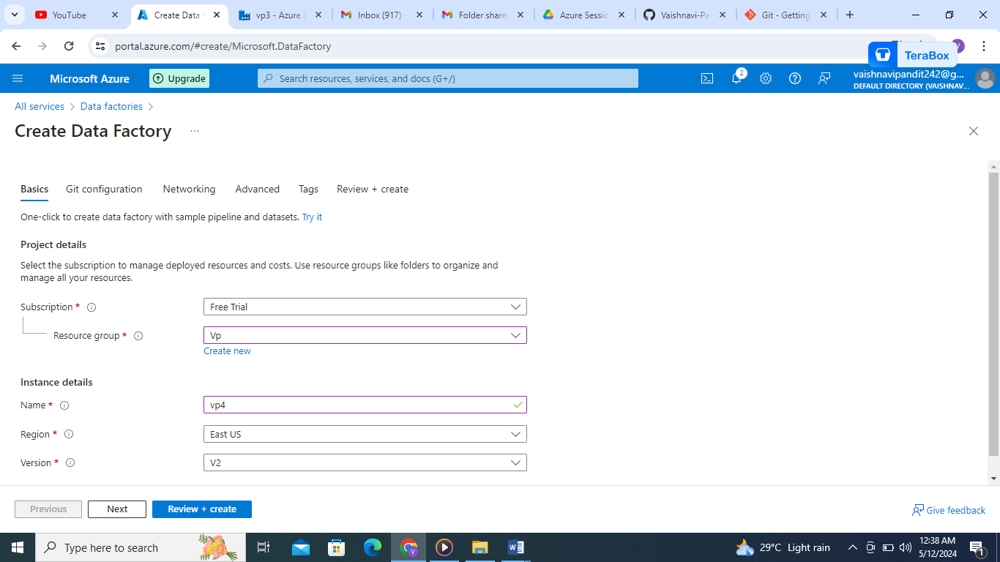 YouTube
Create Data
vp3 - Azure
Inbox (917) -
Folder share
Azure Sessio
Vaishnavi-Pa
Git - Getting
portal.azure.com/#create/Microsoft.DataFactory
TeraBox
Microsoft Azure
Upgrade
Search resources, services, and docs (G+/)
2
vaishnavipandit242@g...
DEFAULT DIRECTORY (VAISHNAV...
All services > Data factories >
Create Data Factory ...
Basics Git configuration Networking Advanced Tags Review + create
One-click to create data factory with sample pipeline and datasets. Try it
Project details
Select the subscription to manage deployed resources and costs. Use resource groups like folders to organize and
manage all your resources.
Subscription * Free Trial
Resource group * Vp
Create new
Instance details
Name * vp4
Region * East US
Version * V2
Previous Next Review + create Give feedback
Type here to search
29°C Light rain
12:38 AM
5/12/2024
1